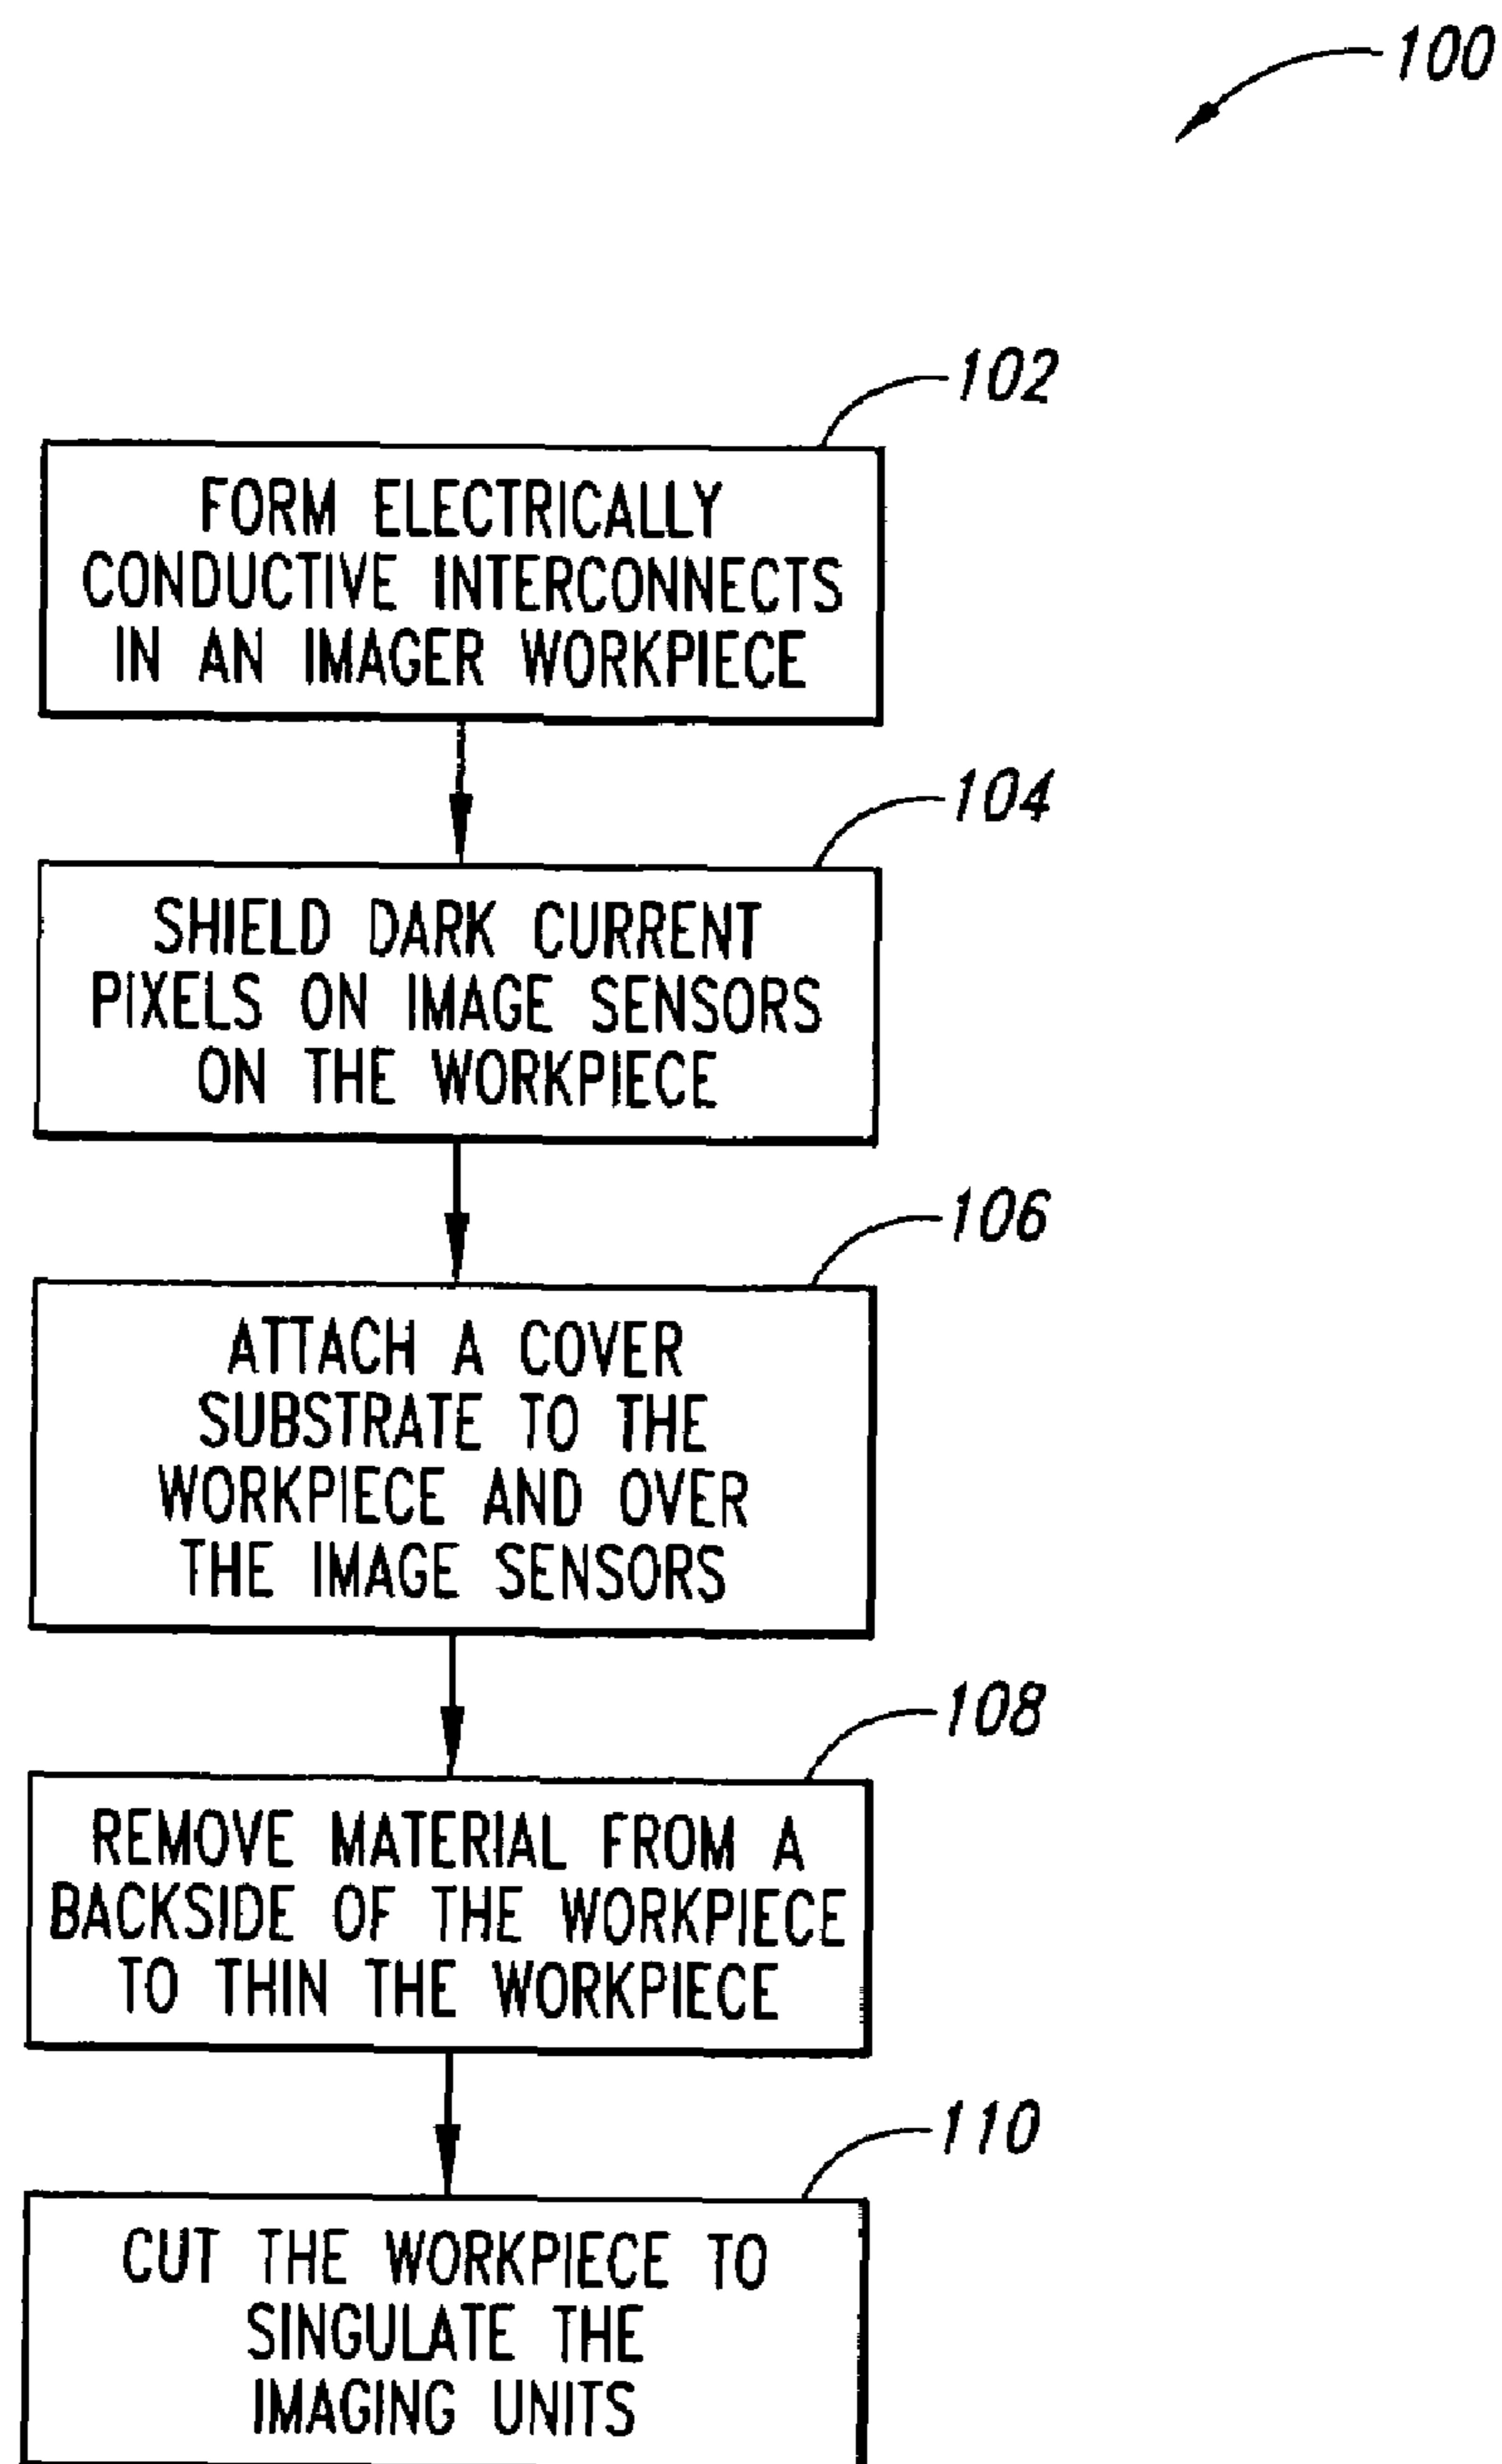 100
102
FORM ELECTRICALLY
CONDUCTIVE INTERCONNECTS
IN AN IMAGER WORKPIECE
104
SHIELD DARK CURRENT
PIXELS ON IMAGE SENSORS
ON THE WORKPIECE
106
ATTACH A COVER
SUBSTRATE TO THE
WORKPIECE AND OVER
THE IMAGE SENSORS
108
REMOVE MATERIAL FROM A
BACKSIDE OF THE WORKPIECE
TO THIN THE WORKPIECE
110
CUT THE WORKPIECE TO
SINGULATE THE
IMAGING UNITS